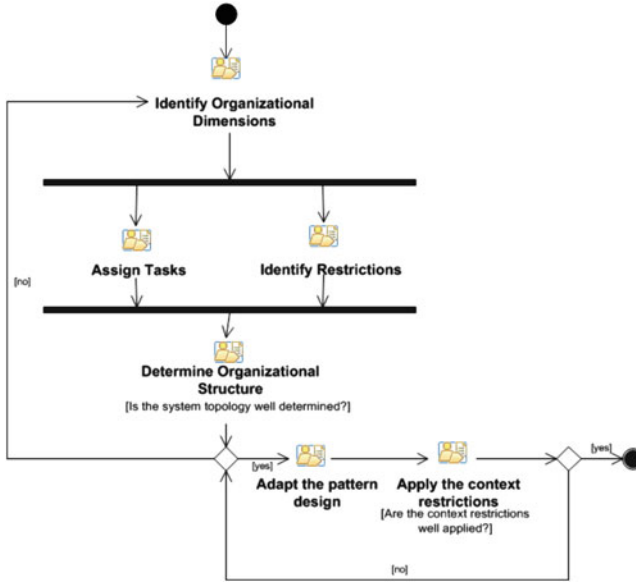 Identify Organizational
Dimensions
Assign Tasks
Identify Restrictions
[no]
Determine Organizational
Structure
[Is the system topology well determined?]
[yes]
[yes]
Adapt the pattern
design
Apply the context
restrictions
[Are the context restrictions
well applied?]
[no]